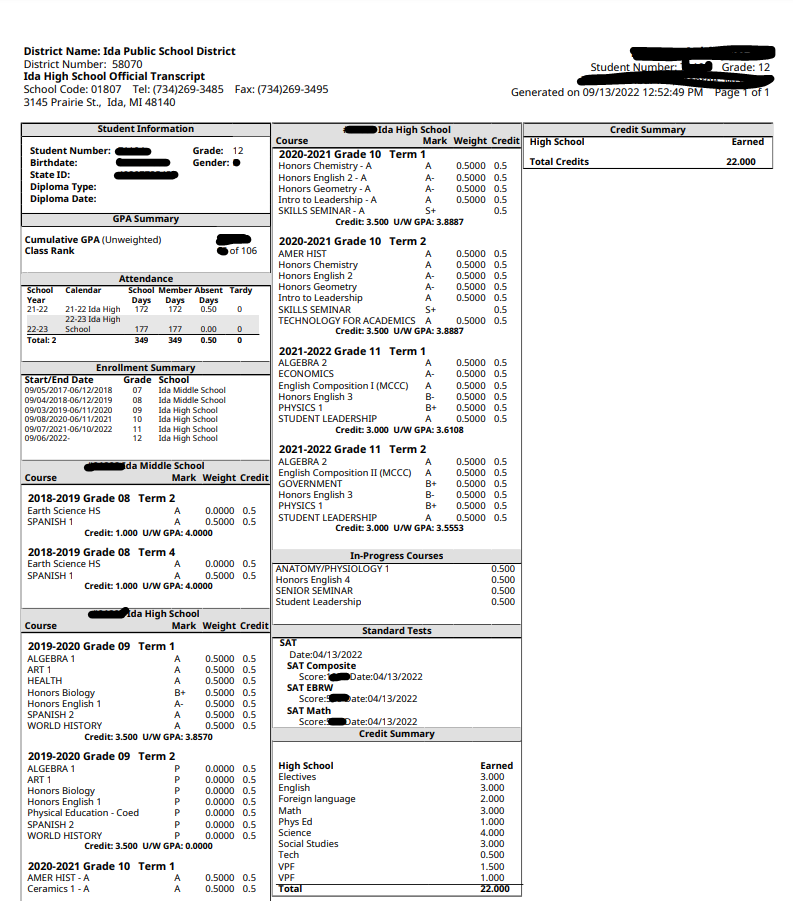 District Name: Ida Public School District
District Number: 58070
Ida High School Official Transcript
School Code: 01807 Tel: (734)269-3485 Fax: (734)269-3495
3145 Prairie St., Ida, MI 48140
Student Number: Grade: 12
Generated on 09/13/2022 12:52:49 PM Page 1 of 1
Student Information
Student Number: Grade: 12
Birthdate: Gender:
State ID:
Diploma Type:
Diploma Date:
GPA Summary
Cumulative GPA (Unweighted)
Class Rank of 106
Attendance
School Year Calendar School Days Member Days Absent Days Tardy
21-22 21-22 Ida High 172 172 0.50 0
22-23 22-23 Ida High School 177 177 0.00 0
Total: 2 349 349 0.50 0
Enrollment Summary
Start/End Date Grade School
09/05/2017-06/12/2018 07 Ida Middle School
09/04/2018-06/12/2019 08 Ida Middle School
09/03/2019-06/11/2020 09 Ida High School
09/08/2020-06/11/2021 10 Ida High School
09/07/2021-06/10/2022 11 Ida High School
09/06/2022- 12 Ida High School
Ida Middle School
Course Mark Weight Credit
2018-2019 Grade 08 Term 2
Earth Science HS A 0.0000 0.5
SPANISH 1 A 0.5000 0.5
Credit: 1.000 U/W GPA: 4.0000
2018-2019 Grade 08 Term 4
Earth Science HS A 0.0000 0.5
SPANISH 1 A 0.5000 0.5
Credit: 1.000 U/W GPA: 4.0000
Ida High School
Course Mark Weight Credit
2019-2020 Grade 09 Term 1
ALGEBRA 1 A 0.5000 0.5
ART 1 A 0.5000 0.5
HEALTH A 0.5000 0.5
Honors Biology B+ 0.5000 0.5
Honors English 1 A- 0.5000 0.5
SPANISH 2 A 0.5000 0.5
WORLD HISTORY A 0.5000 0.5
Credit: 3.500 U/W GPA: 3.8570
2019-2020 Grade 09 Term 2
ALGEBRA 1 P 0.0000 0.5
ART 1 P 0.0000 0.5
Honors Biology P 0.0000 0.5
Honors English 1 P 0.0000 0.5
Physical Education - Coed P 0.0000 0.5
SPANISH 2 P 0.0000 0.5
WORLD HISTORY P 0.0000 0.5
Credit: 3.500 U/W GPA: 0.0000
2020-2021 Grade 10 Term 1
AMER HIST - A A 0.5000 0.5
Ceramics 1 - A A 0.5000 0.5
Ida High School
Course Mark Weight Credit
2020-2021 Grade 10 Term 1
Honors Chemistry - A A 0.5000 0.5
Honors English 2 - A A- 0.5000 0.5
Honors Geometry - A A- 0.5000 0.5
Intro to Leadership - A A 0.5000 0.5
SKILLS SEMINAR - A S+ 0.5
Credit: 3.500 U/W GPA: 3.8887
2020-2021 Grade 10 Term 2
AMER HIST A 0.5000 0.5
Honors Chemistry A 0.5000 0.5
Honors English 2 A- 0.5000 0.5
Honors Geometry A- 0.5000 0.5
Intro to Leadership A 0.5000 0.5
SKILLS SEMINAR S+ 0.5
TECHNOLOGY FOR ACADEMICS A 0.5000 0.5
Credit: 3.500 U/W GPA: 3.8887
2021-2022 Grade 11 Term 1
ALGEBRA 2 A 0.5000 0.5
ECONOMICS A- 0.5000 0.5
English Composition I (MCCC) A 0.5000 0.5
Honors English 3 B- 0.5000 0.5
PHYSICS 1 B+ 0.5000 0.5
STUDENT LEADERSHIP A 0.5000 0.5
Credit: 3.000 U/W GPA: 3.6108
2021-2022 Grade 11 Term 2
ALGEBRA 2 A 0.5000 0.5
English Composition II (MCCC) A 0.5000 0.5
GOVERNMENT B+ 0.5000 0.5
Honors English 3 B- 0.5000 0.5
PHYSICS 1 B+ 0.5000 0.5
STUDENT LEADERSHIP A 0.5000 0.5
Credit: 3.000 U/W GPA: 3.5553
In-Progress Courses
ANATOMY/PHYSIOLOGY 1 0.500
Honors English 4 0.500
SENIOR SEMINAR 0.500
Student Leadership 0.500
Standard Tests
SAT
Date:04/13/2022
SAT Composite
Score: Date:04/13/2022
SAT EBRW
Score: Date:04/13/2022
SAT Math
Score: Date:04/13/2022
Credit Summary
High School Earned
Electives 3.000
English 3.000
Foreign language 2.000
Math 3.000
Phys Ed 1.000
Science 4.000
Social Studies 3.000
Tech 0.500
VPF 1.500
VPF 1.000
Total 22.000
Credit Summary
High School Earned
Total Credits 22.000